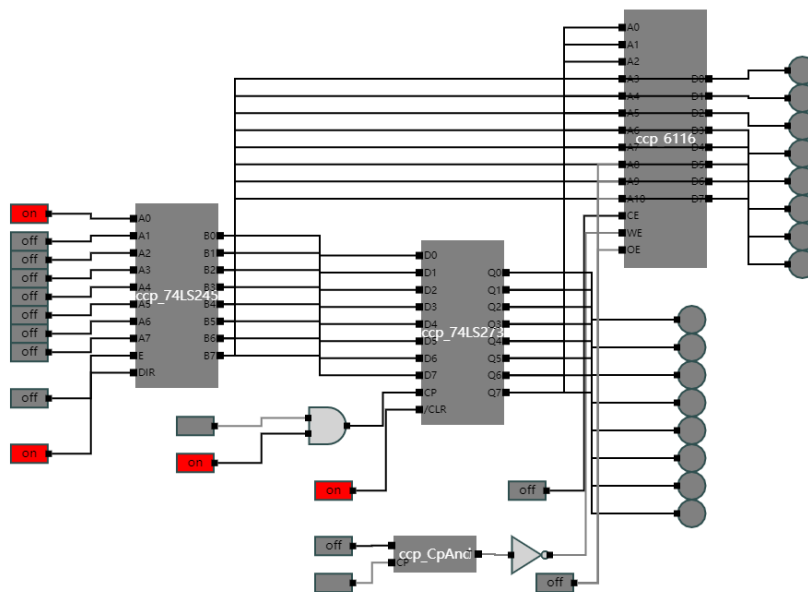 A0
A1
A2
A3 D0
A4 D1
A5 D2
A6 D3
ccp_6116
A7 D4
A8 D5
A9 D6
A10 D7
CE
WE
OE
on
off
off
off
off
off
off
off
off
on
A0
A1
A2 B0
A3 B1
A4 B2
ccp_74LS245
A5 B3
A6 B4
A7 B5
E B6
DIR B7
D0
D1 Q0
D2 Q1
D3 Q2
D4 Q3
ccp_74LS273
D5 Q4
D6 Q5
D7 Q6
CP Q7
/CLR
on
on
off
off
ccp_CpAnd
CP
off